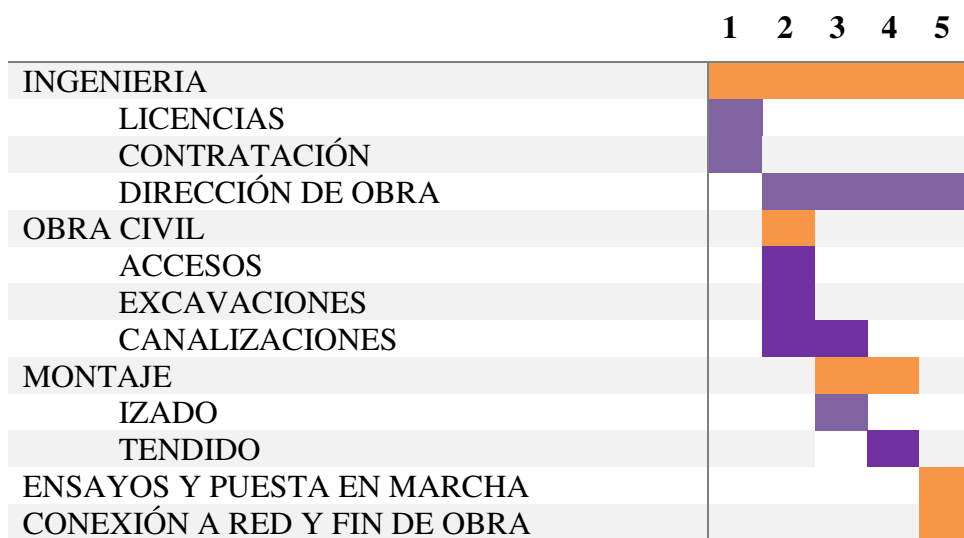 1 2 3 4 5
INGENIERIA
LICENCIAS
CONTRATACIÓN
DIRECCIÓN DE OBRA
OBRA CIVIL
ACCESOS
EXCAVACIONES
CANALIZACIONES
MONTAJE
IZADO
TENDIDO
ENSAYOS Y PUESTA EN MARCHA
CONEXIÓN A RED Y FIN DE OBRA